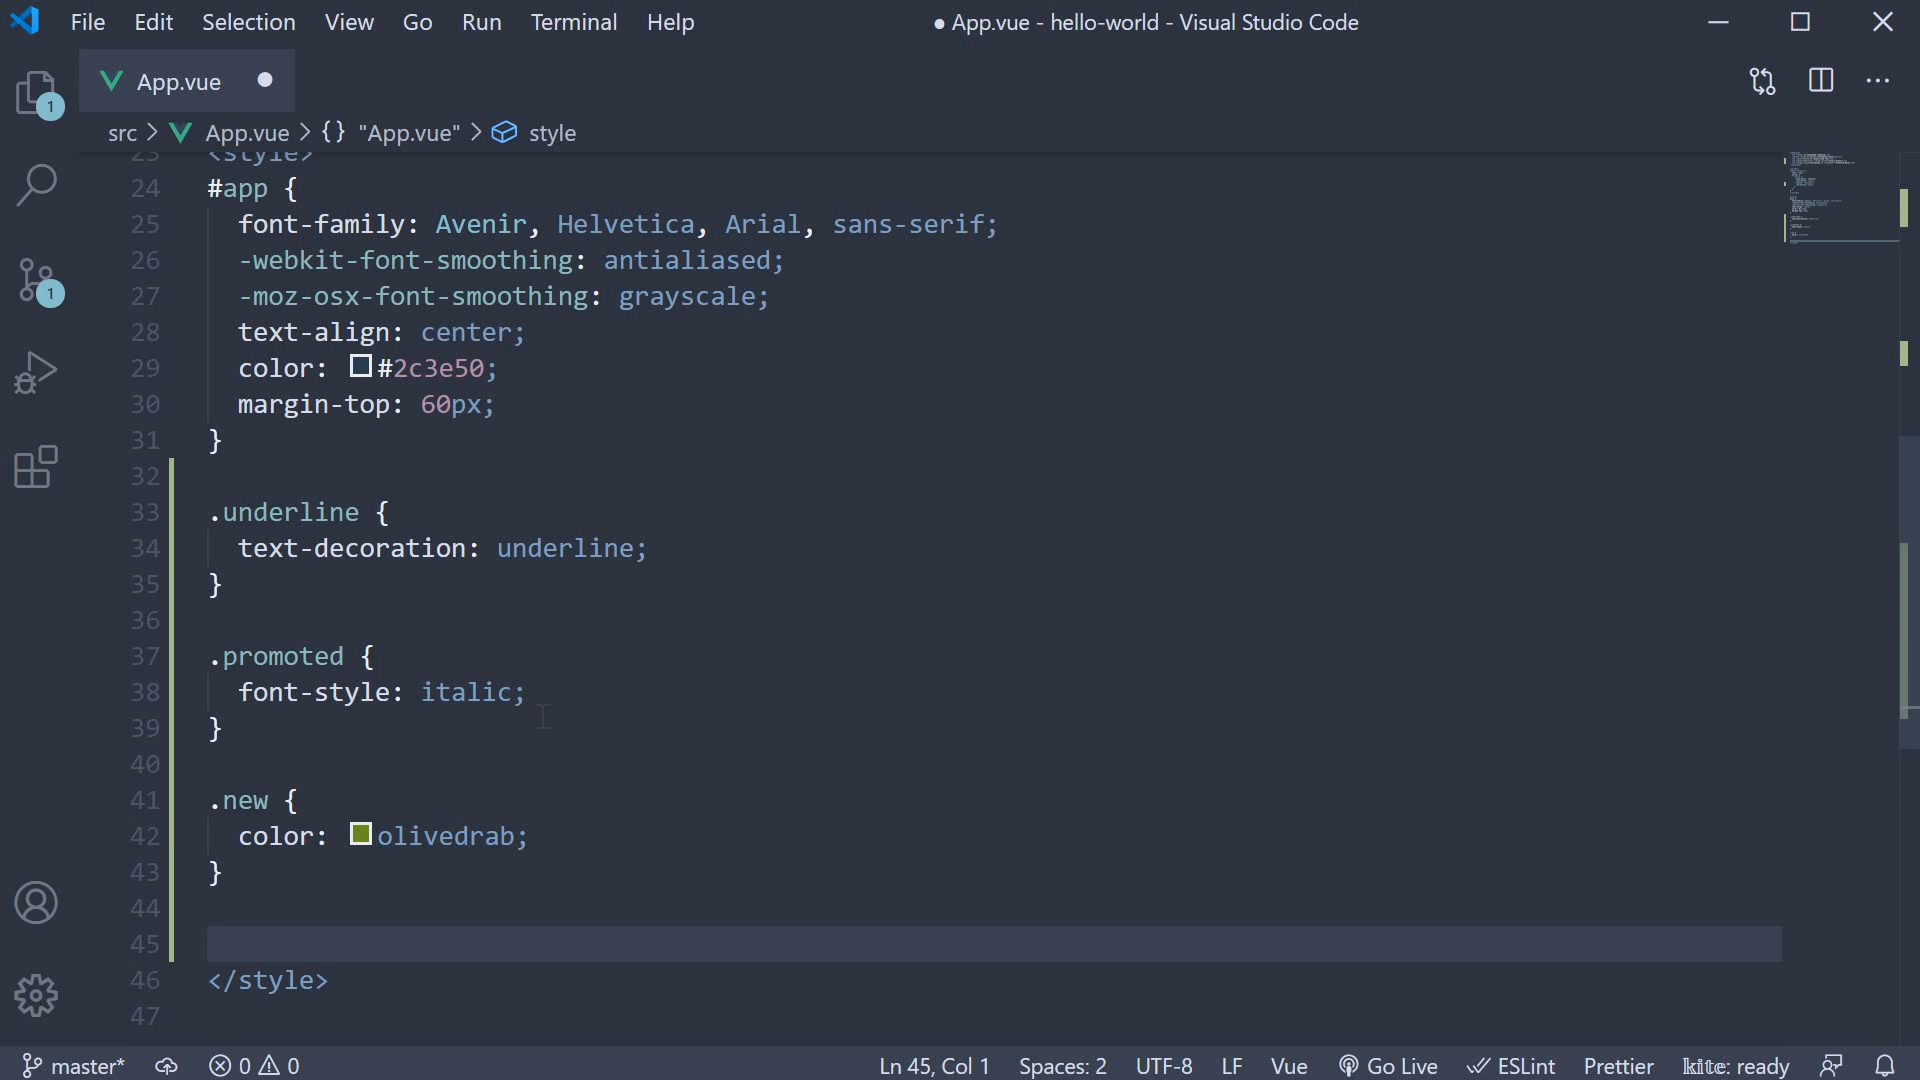 File Edit Selection View Go Run Terminal Help
● App.vue - hello-world - Visual Studio Code
App.vue
1
src > App.vue > {} "App.vue" > style
23 <style>
24 #app {
25 font-family: Avenir, Helvetica, Arial, sans-serif;
26 -webkit-font-smoothing: antialiased;
27 -moz-osx-font-smoothing: grayscale;
1
28 text-align: center;
29 color: #2c3e50;
30 margin-top: 60px;
31 }
32
33 .underline {
34 text-decoration: underline;
35 }
36
37 .promoted {
38 font-style: italic;
39 }
40
41 .new {
42 color: olivedrab;
43 }
44
45
46 </style>
47
master* 0 0 Ln 45, Col 1 Spaces: 2 UTF-8 LF Vue Go Live ESLint Prettier kite: ready